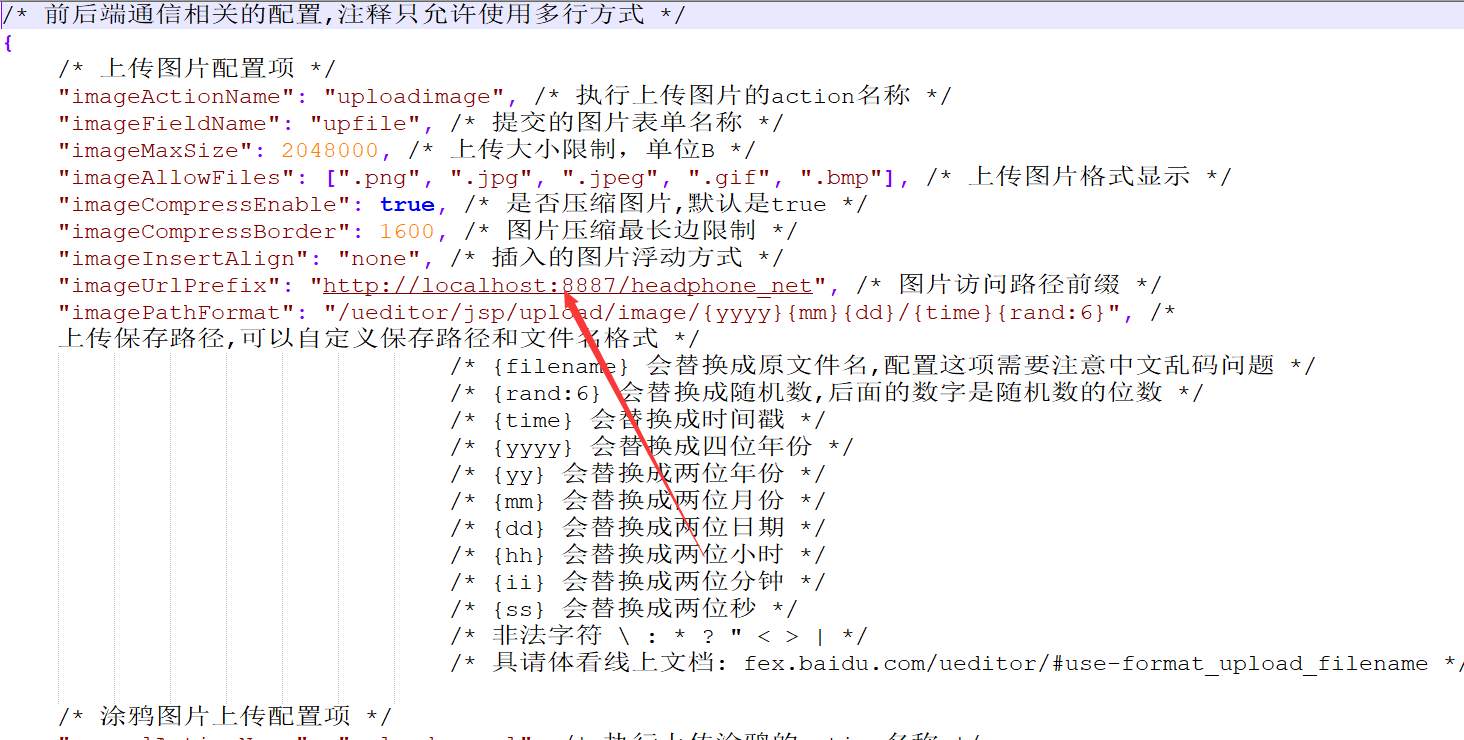 /* 前后端通信相关的配置,注释只允许使用多行方式 */
{
/* 上传图片配置项 */
"imageActionName": "uploadimage", /* 执行上传图片的action名称 */
"imageFieldName": "upfile", /* 提交的图片表单名称 */
"imageMaxSize": 2048000, /* 上传大小限制，单位B */
"imageAllowFiles": [".png", ".jpg", ".jpeg", ".gif", ".bmp"], /* 上传图片格式显示 */
"imageCompressEnable": true, /* 是否压缩图片,默认是true */
"imageCompressBorder": 1600, /* 图片压缩最长边限制 */
"imageInsertAlign": "none", /* 插入的图片浮动方式 */
"imageUrlPrefix": "http://localhost:8887/headphone_net", /* 图片访问路径前缀 */
"imagePathFormat": "/ueditor/jsp/upload/image/{yyyy}{mm}{dd}/{time}{rand:6}", /*
上传保存路径,可以自定义保存路径和文件名格式 */
/* {filename} 会替换成原文件名,配置这项需要注意中文乱码问题 */
/* {rand:6} 会替换成随机数,后面的数字是随机数的位数 */
/* {time} 会替换成时间戳 */
/* {yyyy} 会替换成四位年份 */
/* {yy} 会替换成两位年份 */
/* {mm} 会替换成两位月份 */
/* {dd} 会替换成两位日期 */
/* {hh} 会替换成两位小时 */
/* {ii} 会替换成两位分钟 */
/* {ss} 会替换成两位秒 */
/* 非法字符 \ : * ? " < > | */
/* 具请体看线上文档: fex.baidu.com/ueditor/#use-format_upload_filename */
/* 涂鸦图片上传配置项 */